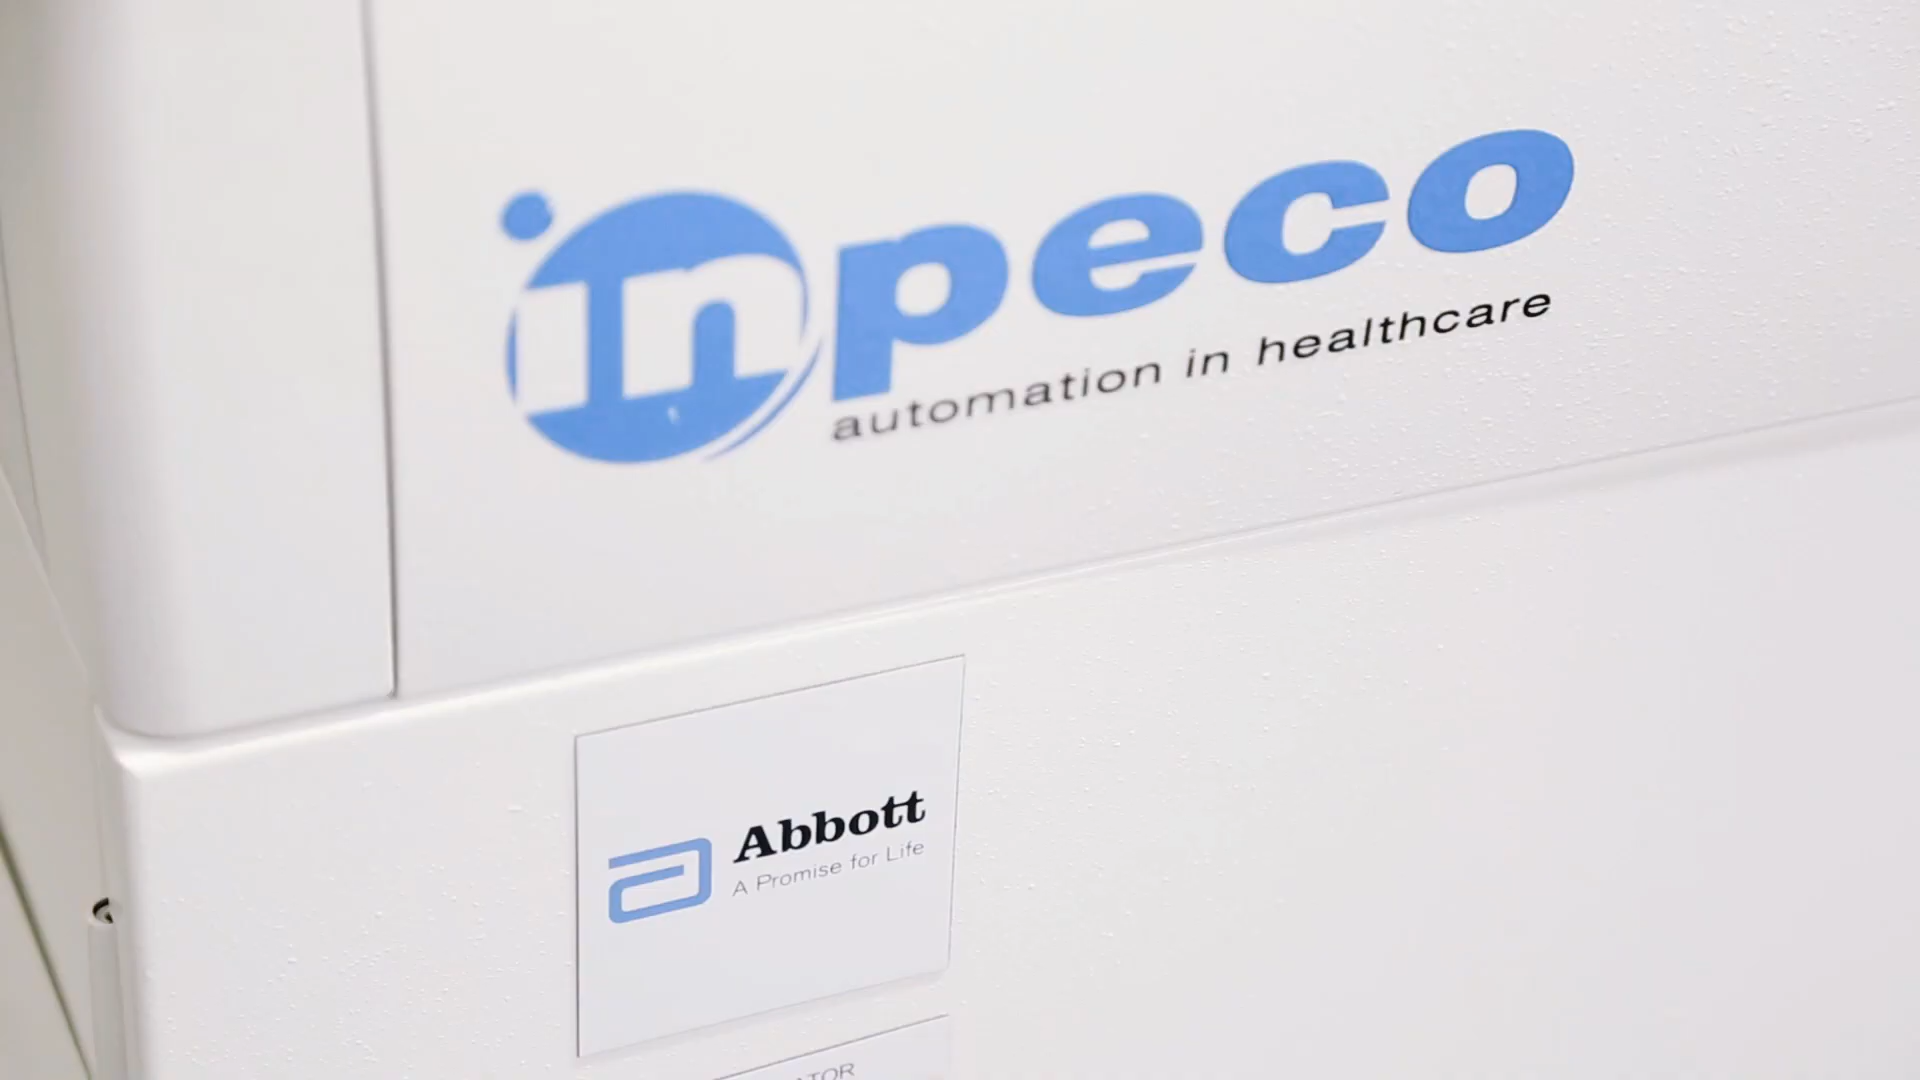 inpeco
automation in healthcare
Abbott
A Promise for Life